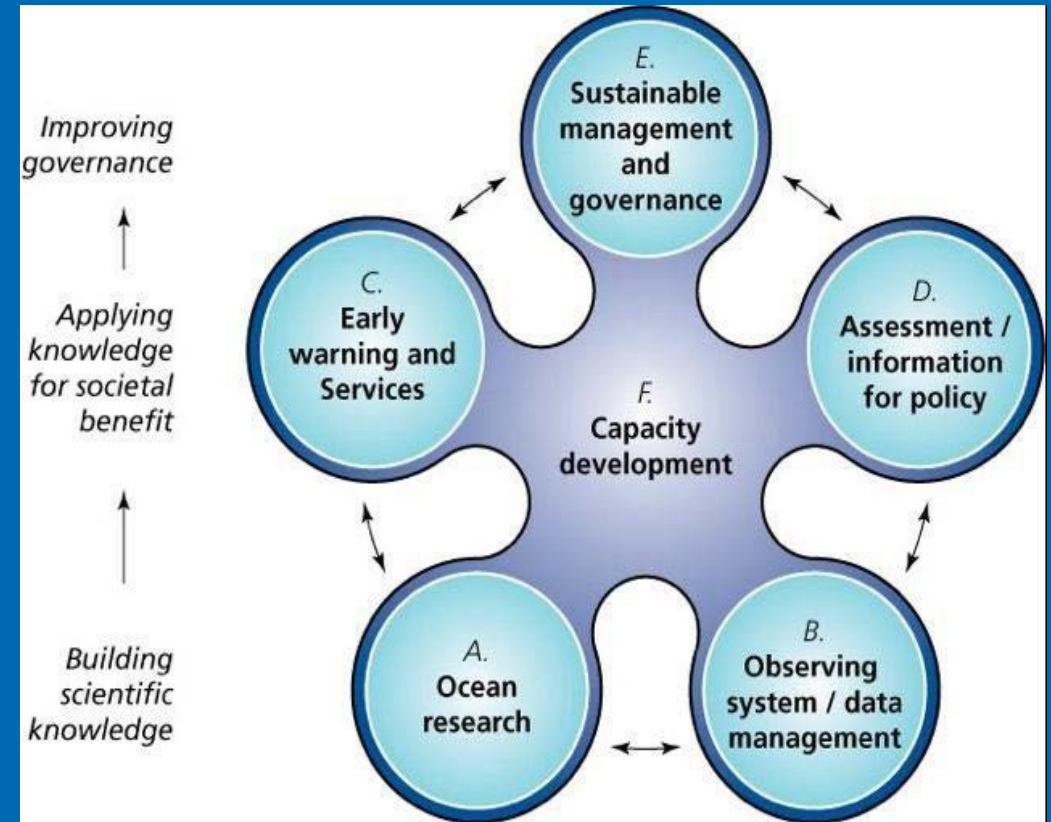 Improving
governance
Applying
knowledge
for societal
benefit
Building
scientific
knowledge
E.
Sustainable
management
and
governance
C.
Early
warning and
Services
D.
Assessment /
information
for policy
F.
Capacity
development
A.
Ocean
research
B.
Observing
system / data
management